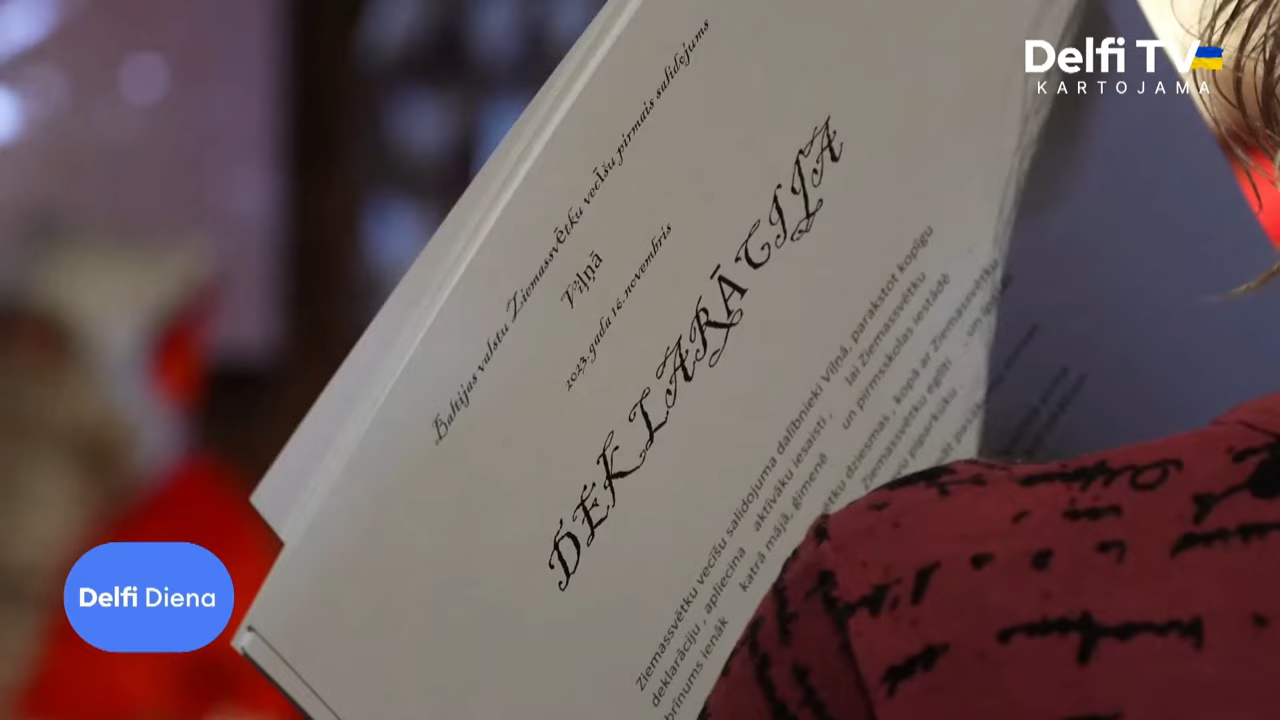 Delfi TV
KARTOJAMA
Baltijas valstu Ziemassvētku vecīšu pirmais salidojums
Viļņā
2023.gada 16.novembris
DEKLARĀCIJA
Ziemassvētku vecīšu salidojuma dalībnieki Viļņā, parakstot kopīgu
deklarāciju, apliecina aktīvāku iesaisti, lai Ziemassvētku
brīnums ienāk katrā mājā, ģimenē un pirmskolas iestādē
dziesmas, kopā ar Ziemassvētku
Ziemassvētku eglīti un
Delfi Diena